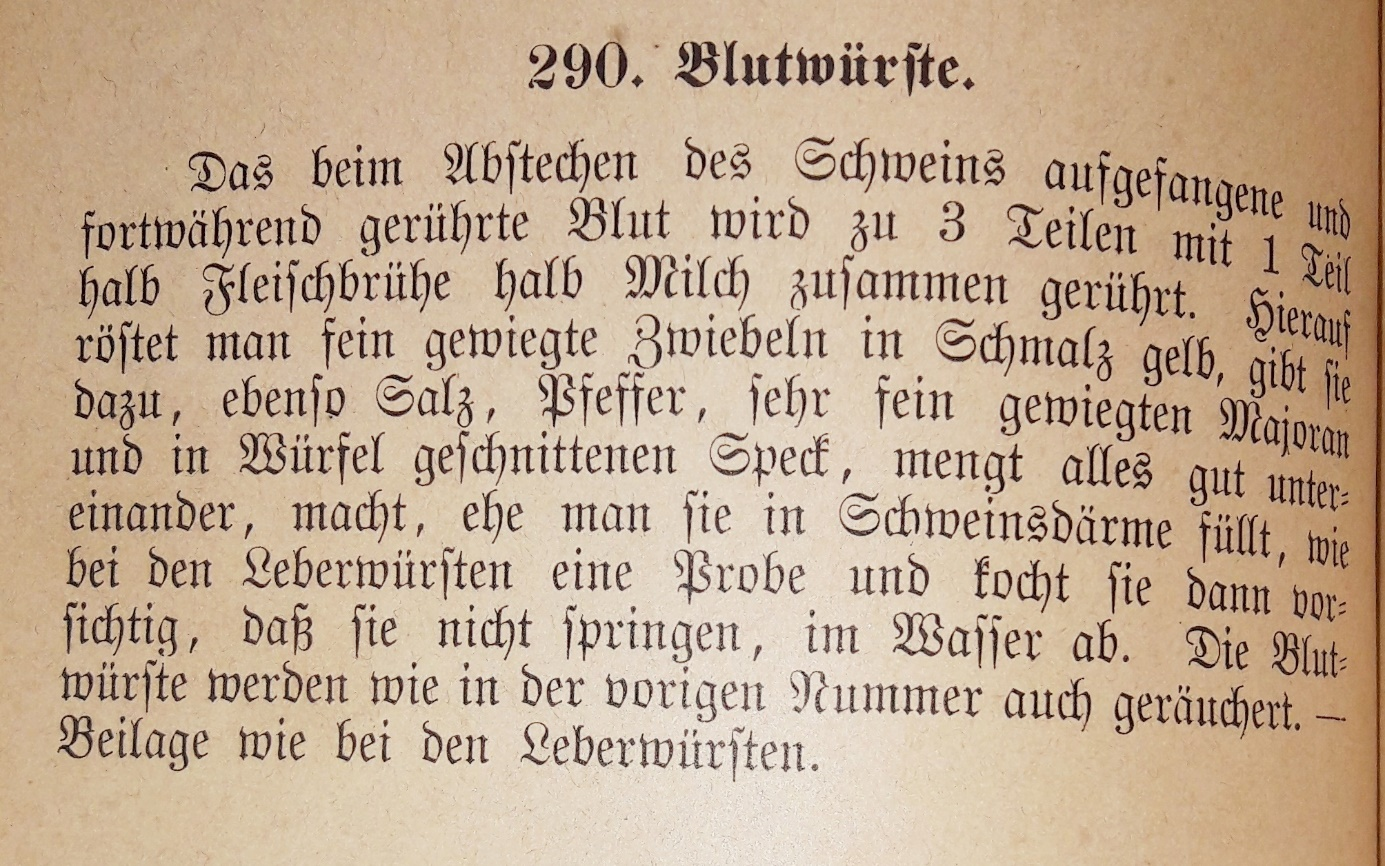 290. Blutwürste.
Das beim Abstechen des Schweins aufgefangene und
fortwährend gerührte Blut wird zu 3 Teilen mit 1 Teil
halb Fleischbrühe halb Milch zusammen gerührt. Hierauf
röstet man fein gewiegte Zwiebeln in Schmalz gelb, gibt sie
dazu, ebenso Salz, Pfeffer, sehr fein gewiegten Majoran
und in Würfel geschnittenen Speck, mengt alles gut unter-
einander, macht, ehe man sie in Schweinsdärme füllt, wie
bei den Leberwürsten eine Probe und kocht sie dann vor-
sichtig, daß sie nicht springen, im Wasser ab. Die Blut-
würste werden wie in der vorigen Nummer auch geräuchert. —
Beilage wie bei den Leberwürsten.